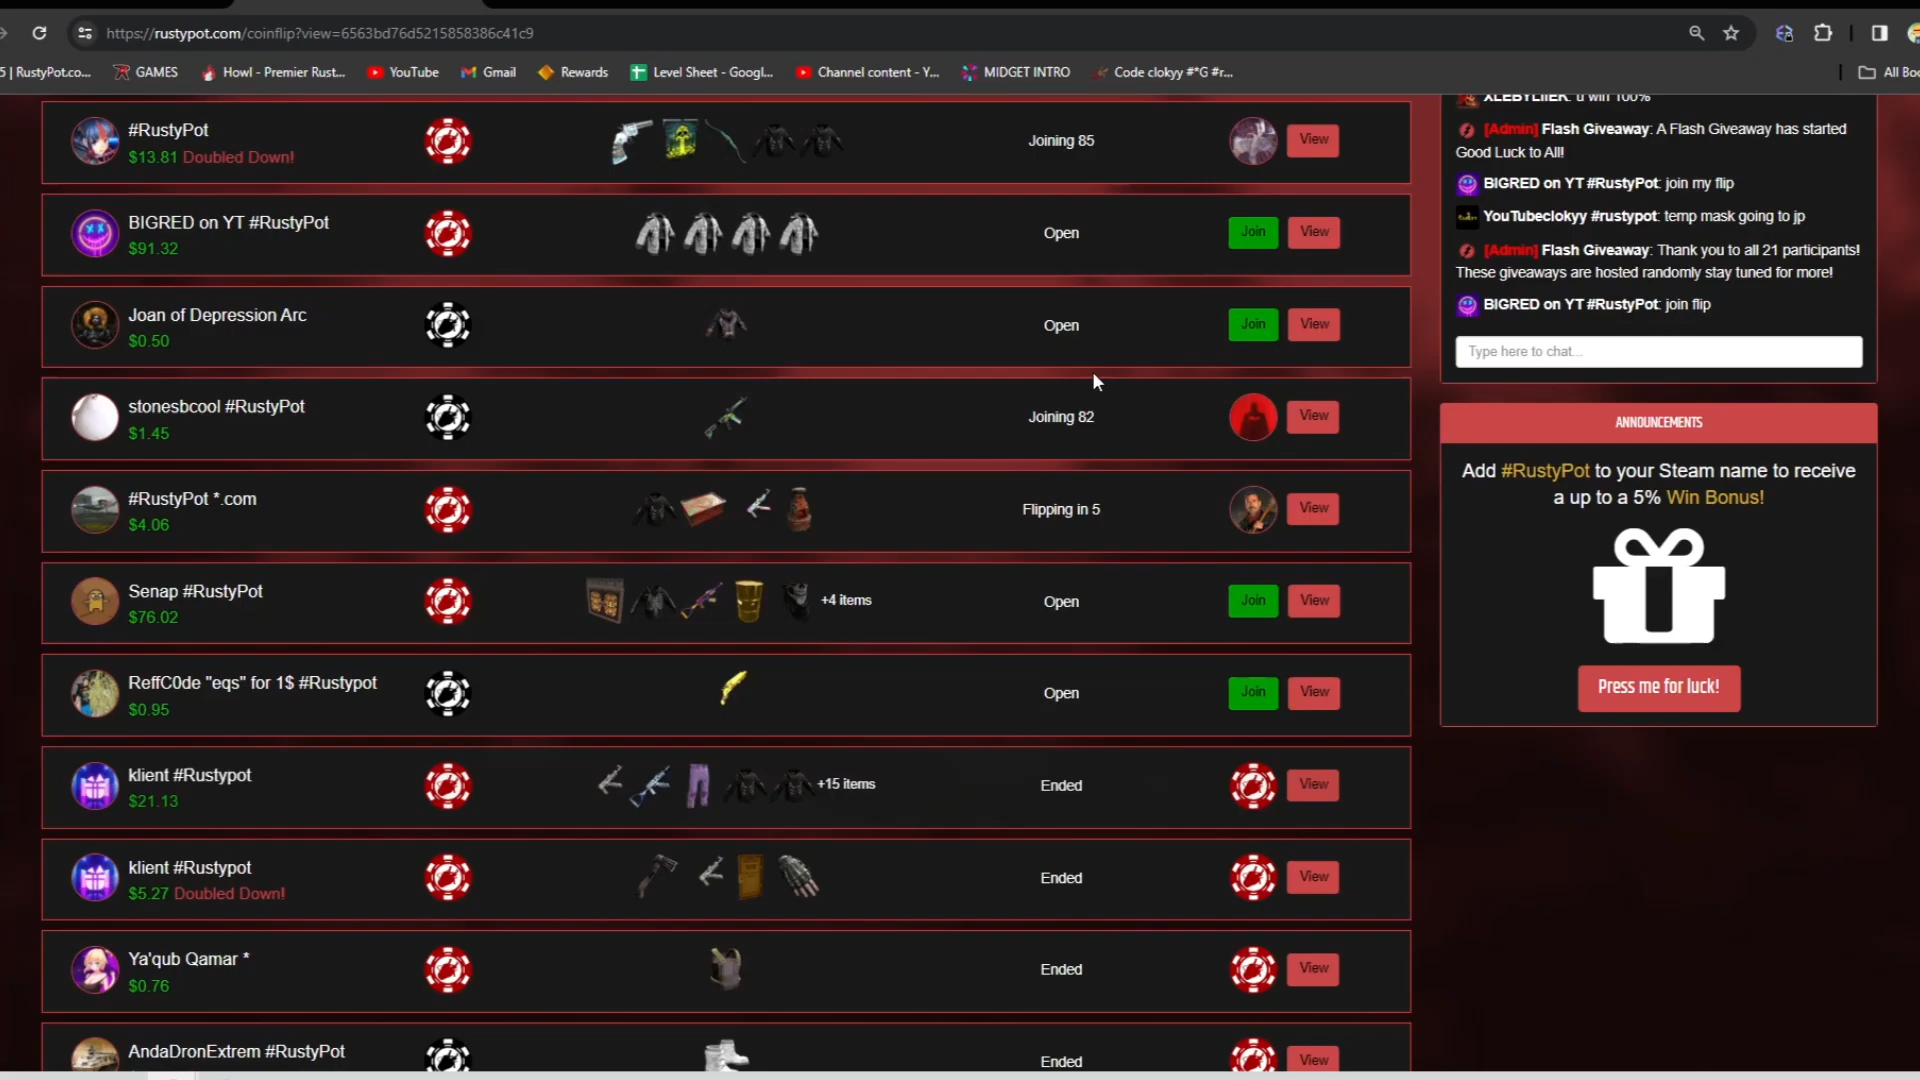 https://rustypot.com/coinflip?view=6563bd76d5215858386c41c9
5 | RustyPot.co...
GAMES
Howl - Premier Rust...
YouTube
Gmail
Rewards
Level Sheet - Googl...
Channel content - Y...
MIDGET INTRO
Code clokyy #*G #r...
All Boo
#RustyPot
$13.81 Doubled Down!
Joining 85
View
BIGRED on YT #RustyPot
$91.32
Open
Join
View
Joan of Depression Arc
$0.50
Open
Join
View
stonesbcool #RustyPot
$1.45
Joining 82
View
#RustyPot *.com
$4.06
Flipping in 5
View
Senap #RustyPot
$76.02
+4 items
Open
Join
View
ReffC0de "eqs" for 1$ #Rustypot
$0.95
Open
Join
View
klient #Rustypot
$21.13
+15 items
Ended
View
klient #Rustypot
$5.27 Doubled Down!
Ended
View
Ya'qub Qamar *
$0.76
Ended
View
AndaDronExtrem #RustyPot
Ended
View
u win 100%
[Admin] Flash Giveaway: A Flash Giveaway has started
Good Luck to All!
BIGRED on YT #RustyPot: join my flip
YouTubeclokyy #rustypot: temp mask going to jp
[Admin] Flash Giveaway: Thank you to all 21 participants!
These giveaways are hosted randomly stay tuned for more!
BIGRED on YT #RustyPot: join flip
Type here to chat...
ANNOUNCEMENTS
Add #RustyPot to your Steam name to receive
a up to a 5% Win Bonus!
Press me for luck!